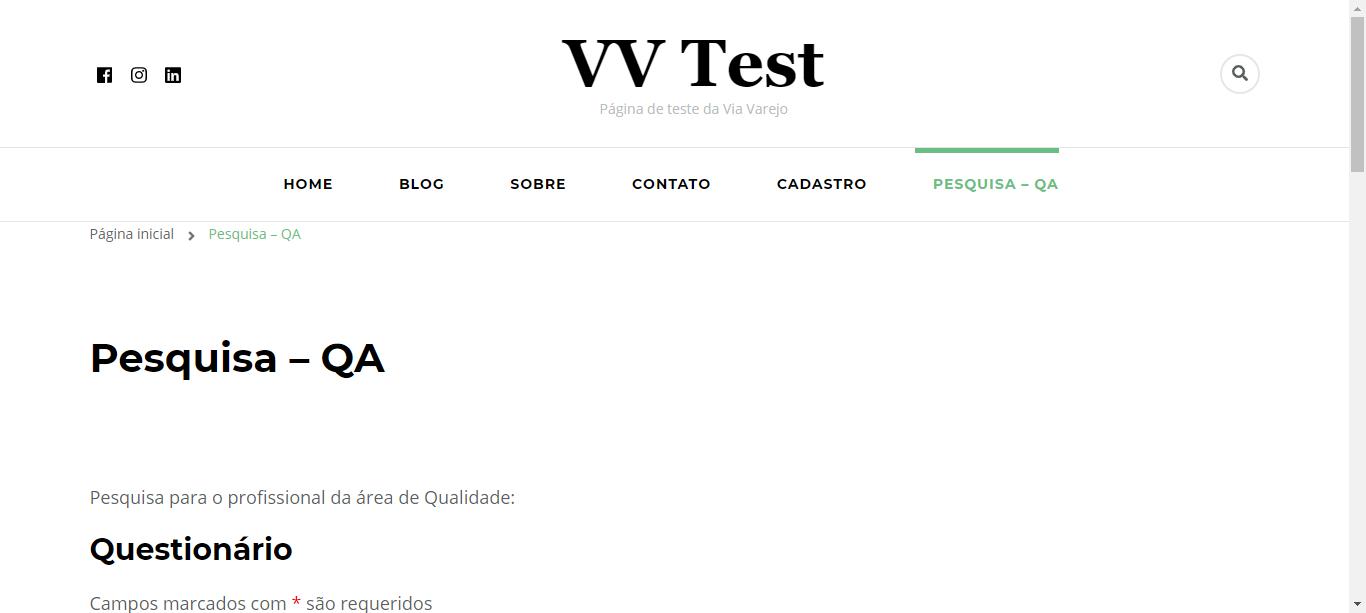 VV Test
Página de teste da Via Varejo
HOME BLOG SOBRE CONTATO CADASTRO PESQUISA – QA
Página inicial Pesquisa – QA
Pesquisa – QA
Pesquisa para o profissional da área de Qualidade:
Questionário
Campos marcados com * são requeridos